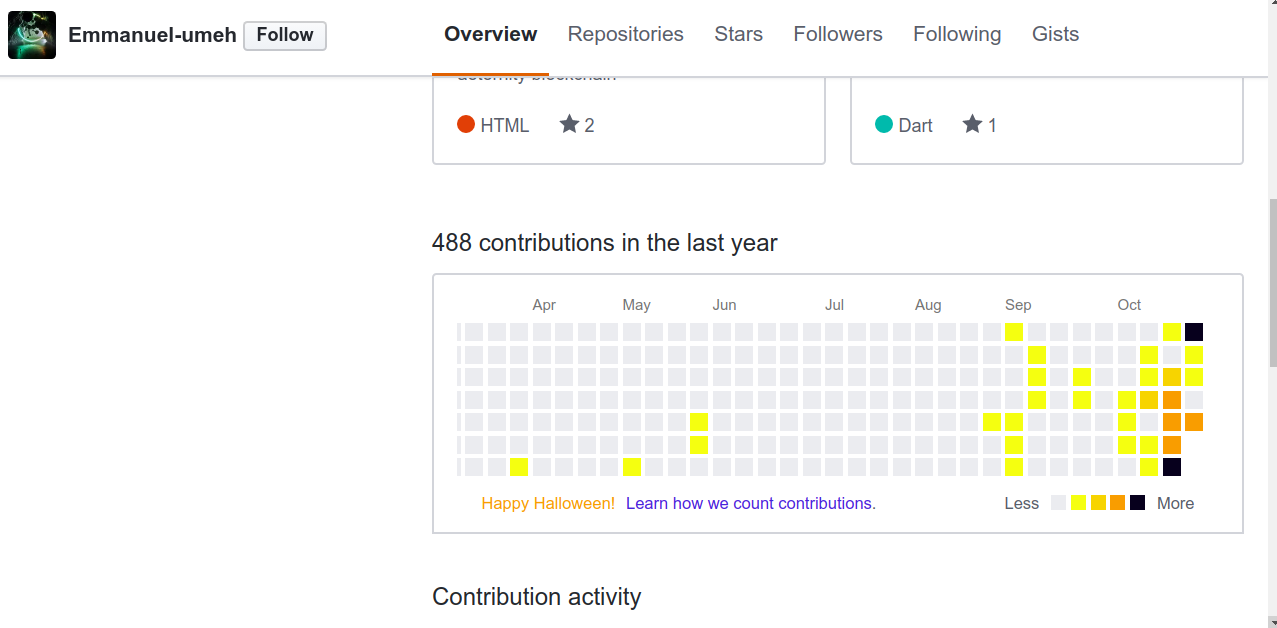 Emmanuel-umeh Follow Overview Repositories Stars Followers Following Gists
HTML 2 Dart 1
488 contributions in the last year
Apr May Jun Jul Aug Sep Oct
Happy Halloween! Learn how we count contributions. Less More
Contribution activity